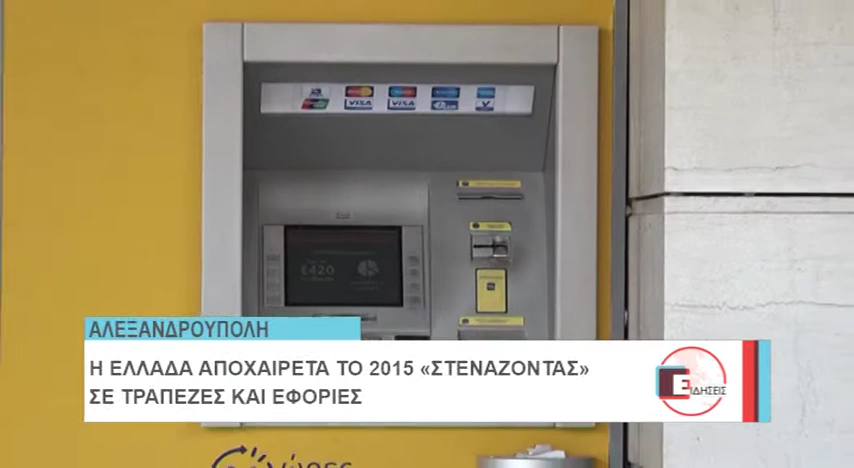 VISA
VISA
V
€420
ΑΛΕΞΑΝΔΡΟΥΠΟΛΗ
Η ΕΛΛΑΔΑ ΑΠΟΧΑΙΡΕΤΑ ΤΟ 2015 «ΣΤΕΝΑΖΟΝΤΑΣ»
ΣΕ ΤΡΑΠΕΖΕΣ ΚΑΙ ΕΦΟΡΙΕΣ
ΕΙΔΗΣΕΙΣ